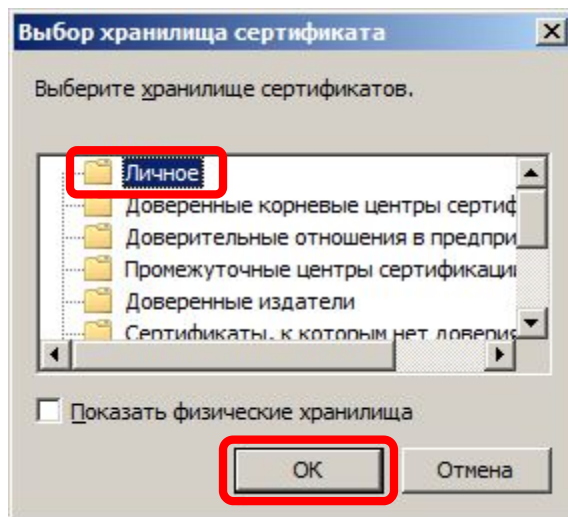 Выбор хранилища сертификата
Выберите хранилище сертификатов.
Личное
Доверенные корневые центры сертиф
Доверительные отношения в предпри
Промежуточные центры сертификаци
Доверенные издатели
Сертификаты, к которым нет доверия
Показать физические хранилища
ОК
Отмена